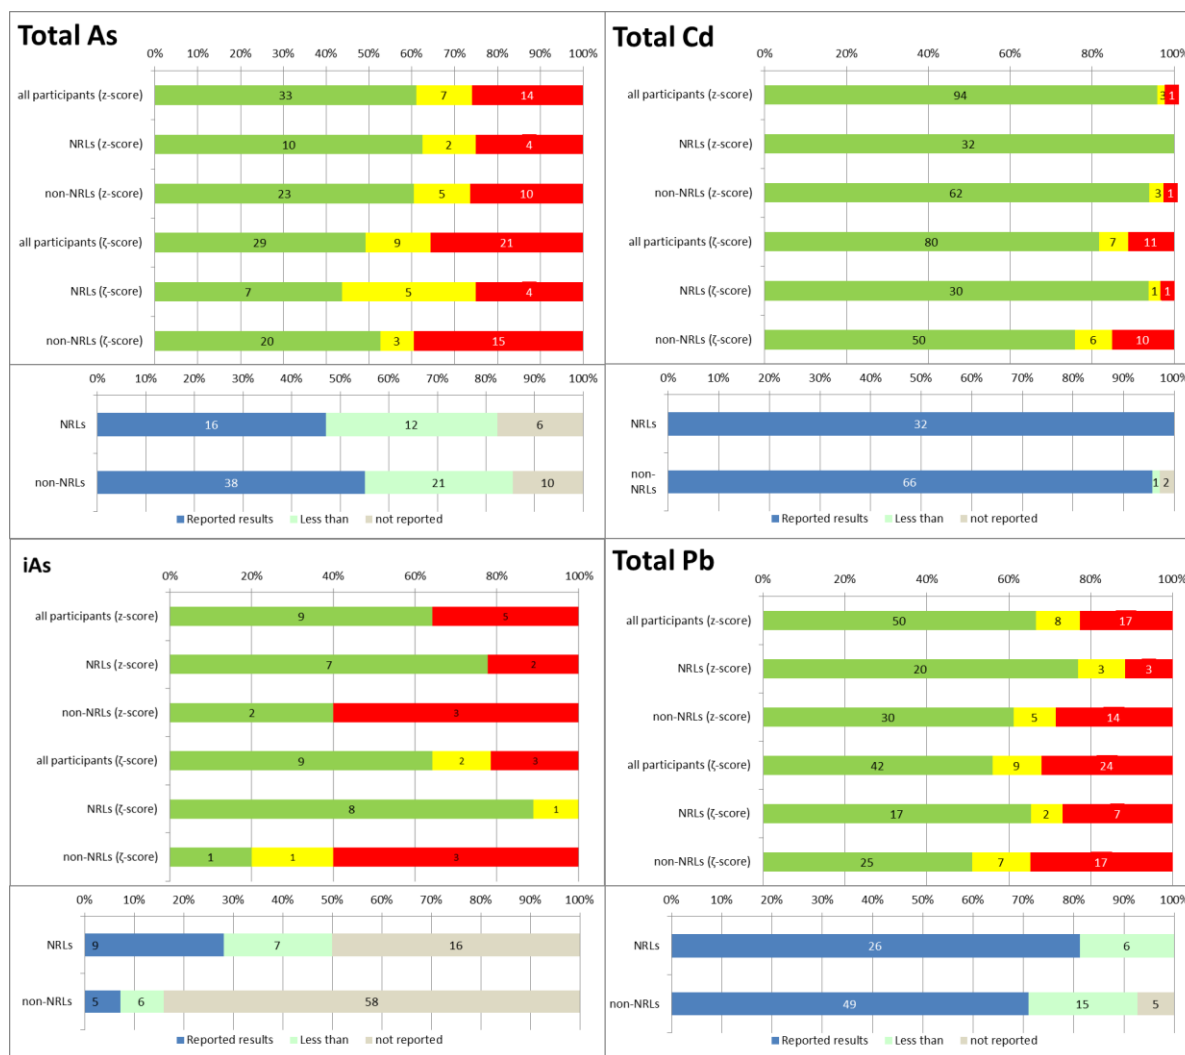 Total As
0% 10% 20% 30% 40% 50% 60% 70% 80% 90% 100%
all participants (z-score) 33 7 14
NRLs (z-score) 10 2 4
non-NRLs (z-score) 23 5 10
all participants (ζ-score) 29 9 21
NRLs (ζ-score) 7 5 4
non-NRLs (ζ-score) 20 3 15
0% 10% 20% 30% 40% 50% 60% 70% 80% 90% 100%
NRLs 16 12 6
non-NRLs 38 21 10
Reported results Less than not reported
Total Cd
0% 20% 40% 60% 80% 100%
all participants (z-score) 94 3 1
NRLs (z-score) 32
non-NRLs (z-score) 62 3 1
all participants (ζ-score) 80 7 11
NRLs (ζ-score) 30 1 1
non-NRLs (ζ-score) 50 6 10
0% 10% 20% 30% 40% 50% 60% 70% 80% 90% 100%
NRLs 32
non-
NRLs 66 1 2
Reported results Less than not reported
iAs
0% 20% 40% 60% 80% 100%
all participants (z-score) 9 5
NRLs (z-score) 7 2
non-NRLs (z-score) 2 3
all participants (ζ-score) 9 2 3
NRLs (ζ-score) 8 1
non-NRLs (ζ-score) 1 1 3
0% 10% 20% 30% 40% 50% 60% 70% 80% 90% 100%
NRLs 9 7 16
non-NRLs 5 6 58
Reported results Less than not reported
Total Pb
0% 20% 40% 60% 80% 100%
all participants (z-score) 50 8 17
NRLs (z-score) 20 3 3
non-NRLs (z-score) 30 5 14
all participants (ζ-score) 42 9 24
NRLs (ζ-score) 17 2 7
non-NRLs (ζ-score) 25 7 17
0% 10% 20% 30% 40% 50% 60% 70% 80% 90% 100%
NRLs 26 6
non-NRLs 49 15 5
Reported results Less than not reported